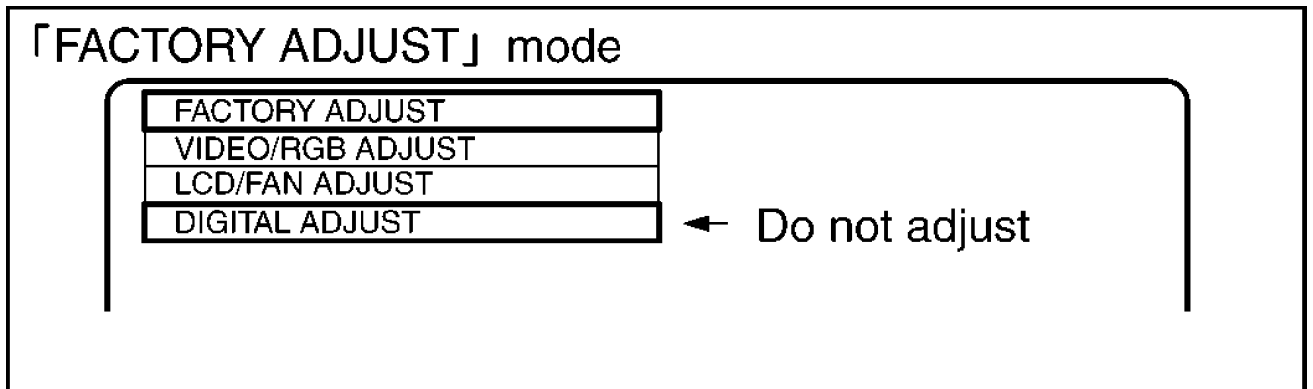 「FACTORY ADJUST」 mode
FACTORY ADJUST
VIDEO/RGB ADJUST
LCD/FAN ADJUST
DIGITAL ADJUST ← Do not adjust